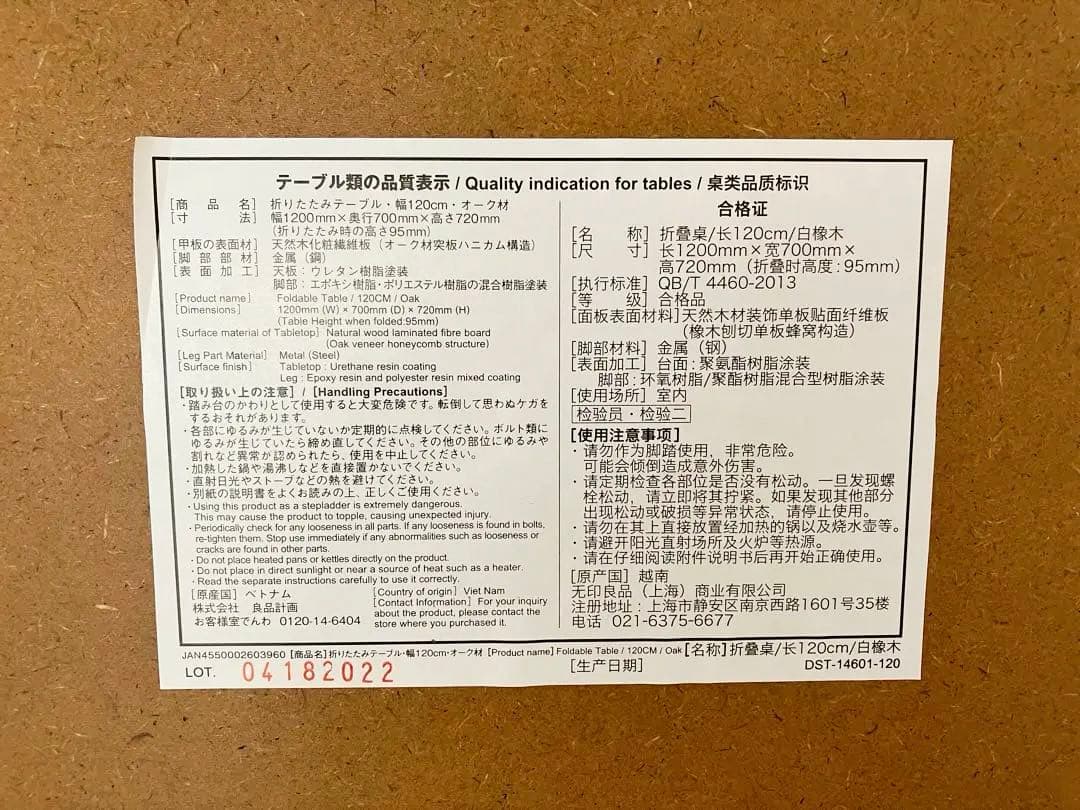 テーブル類の品質表示 / Quality indication for tables / 桌类品质标识
[商品名] 折りたたみテーブル・幅120cm・オーク材
[寸法] 幅1200mm×奥行700mm×高さ720mm
(折りたたみ時の高さ95mm)
[甲板の表面材] 天然木化粧繊維板（オーク材突板ハニカム構造）
[脚部部材] 金属（鋼）
[表面加工] 天板：ウレタン樹脂塗装
脚部：エポキシ樹脂・ポリエステル樹脂の混合樹脂塗装
[Product name] Foldable Table / 120CM / Oak
[Dimensions] 1200mm (W) × 700mm (D) × 720mm (H)
(Table Height when folded:95mm)
[Surface material of Tabletop] Natural wood laminated fibre board
(Oak veneer honeycomb structure)
[Leg Part Material] Metal (Steel)
[Surface finish] Tabletop : Urethane resin coating
Leg : Epoxy resin and polyester resin mixed coating
[取り扱い上の注意] / [Handling Precautions]
・踏み台のかわりとして使用すると大変危険です。転倒して思わぬケガを
するおそれがあります。
・各部にゆるみが生じていないか定期的に点検してください。ボルト類に
ゆるみが生じていたら締め直してください。その他の部位にゆるみや
割れなど異常が認められたら、使用を中止してください。
・加熱した鍋や湯沸しなどを直接置かないでください。
・直射日光やストーブなどの熱を避けてください。
・別紙の説明書をよくお読みの上、正しくご使用ください。
・Using this product as a stepladder is extremely dangerous.
This may cause the product to topple, causing unexpected injury.
・Periodically check for any looseness in all parts. If any looseness is found in bolts,
re-tighten them. Stop use immediately if any abnormalities such as looseness or
cracks are found in other parts.
・Do not place heated pans or kettles directly on the product.
・Do not place in direct sunlight or near a source of heat such as a heater.
・Read the separate instructions carefully to use it correctly.
[原産国] ベトナム
株式会社 良品計画
お客様室でんわ 0120-14-6404
[Country of origin] Viet Nam
[Contact Information] For your inquiry
about the product, please contact the
store where you purchased it.
合格证
[名称] 折叠桌/长120cm/白橡木
[尺寸] 长1200mm×宽700mm×
高720mm（折叠时高度：95mm）
[执行标准] QB/T 4460-2013
[等级] 合格品
[面板表面材料] 天然木材装饰单板贴面纤维板
（橡木刨切单板蜂窝构造）
[脚部材料] 金属（钢）
[表面加工] 台面：聚氨酯树脂涂装
脚部：环氧树脂/聚酯树脂混合型树脂涂装
[使用场所] 室内
检验员・检验二
[使用注意事项]
・请勿作为脚踏使用，非常危险。
可能会倾倒造成意外伤害。
・请定期检查各部位是否没有松动。一旦发现螺
栓松动，请立即将其拧紧。如果发现其他部分
出现松动或破损等异常状态，请停止使用。
・请勿在其上直接放置经加热的锅以及烧水壶等。
・请避开阳光直射场所及火炉等热源。
・请在仔细阅读附件说明书后再开始正确使用。
[原产国] 越南
无印良品（上海）商业有限公司
注册地址：上海市静安区南京西路1601号35楼
电话 021-6375-6677
JAN4550002603960 [商品名]折りたたみテーブル・幅120cm・オーク材 [Product name] Foldable Table / 120CM / Oak [名称]折叠桌/长120cm/白橡木
LOT. 04182022 [生产日期] DST-14601-120